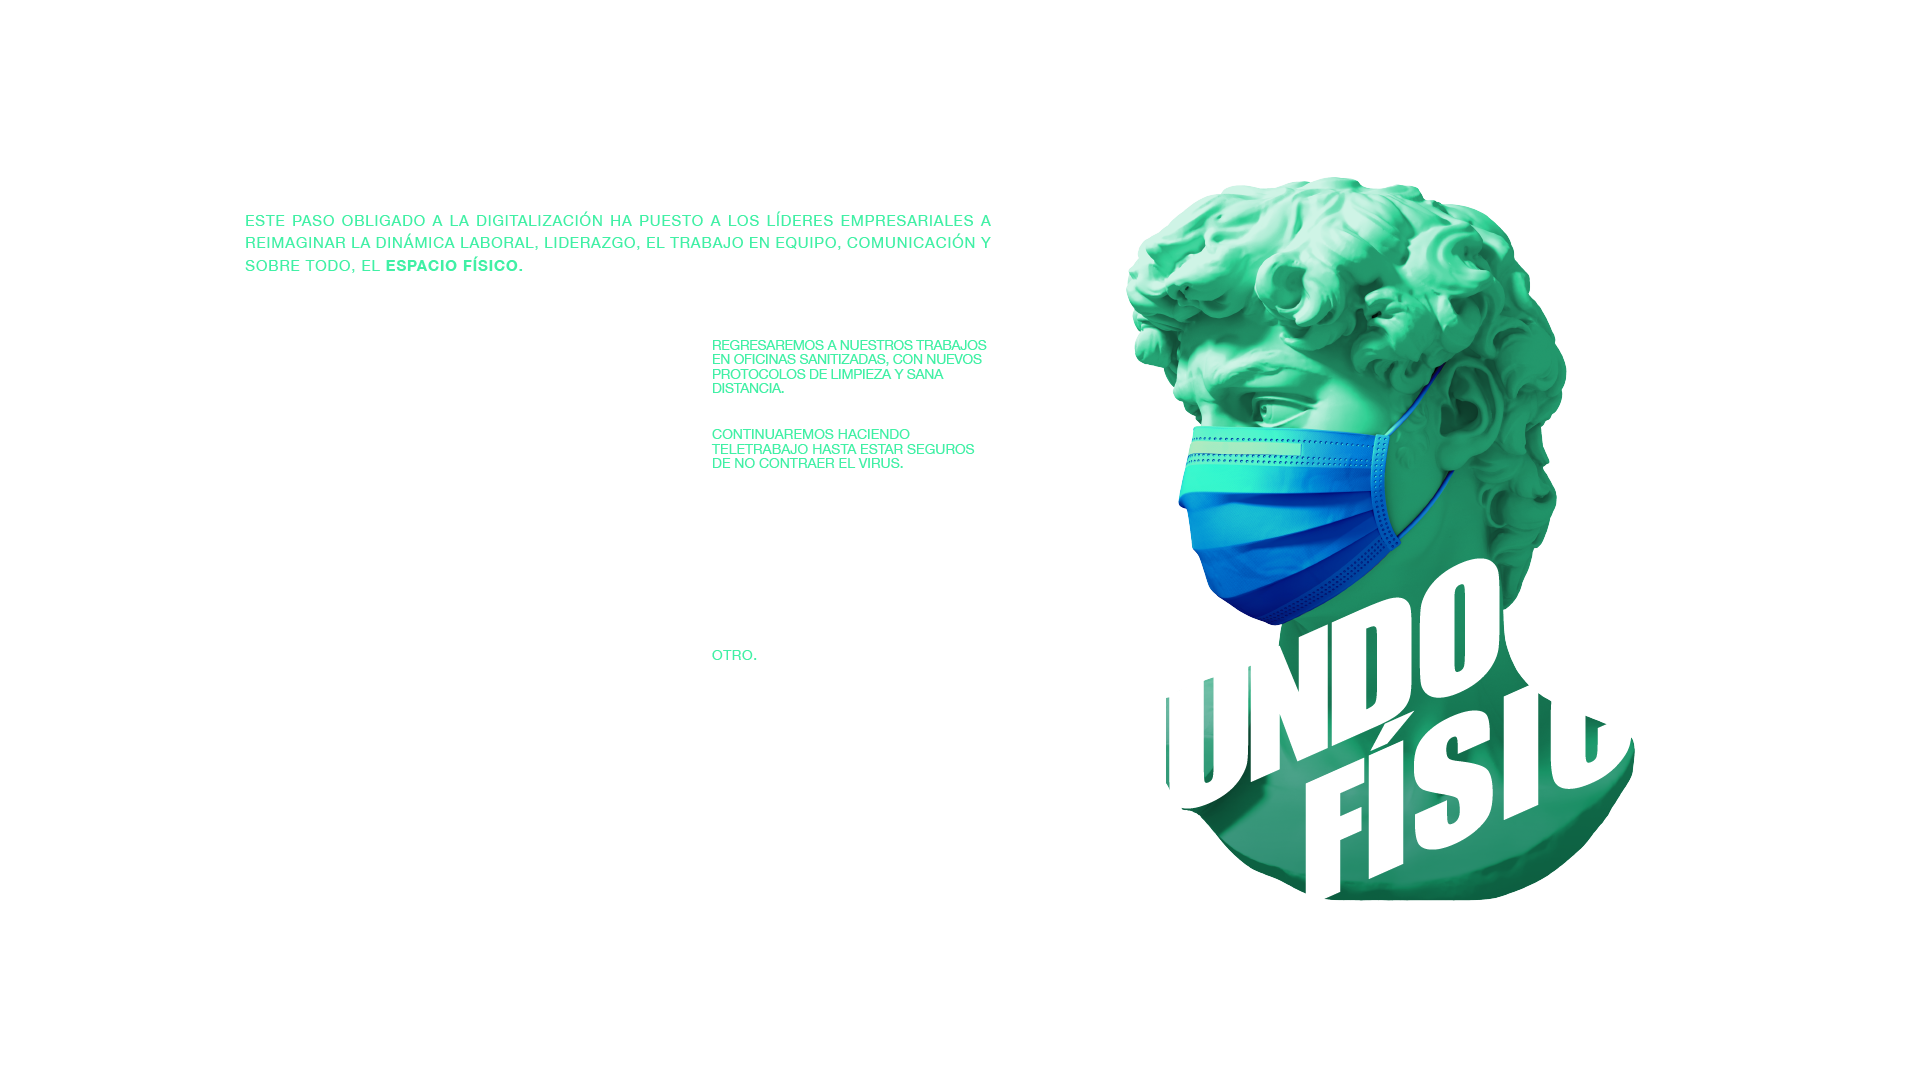 ESTE PASO OBLIGADO A LA DIGITALIZACIÓN HA PUESTO A LOS LÍDERES EMPRESARIALES A
REIMAGINAR LA DINÁMICA LABORAL, LIDERAZGO, EL TRABAJO EN EQUIPO, COMUNICACIÓN Y
SOBRE TODO, EL ESPACIO FÍSICO.
REGRESAREMOS A NUESTROS TRABAJOS
EN OFICINAS SANITIZADAS, CON NUEVOS
PROTOCOLOS DE LIMPIEZA Y SANA
DISTANCIA.
CONTINUAREMOS HACIENDO
TELETRABAJO HASTA ESTAR SEGUROS
DE NO CONTRAER EL VIRUS.
OTRO.
UNDO
FÍSIC